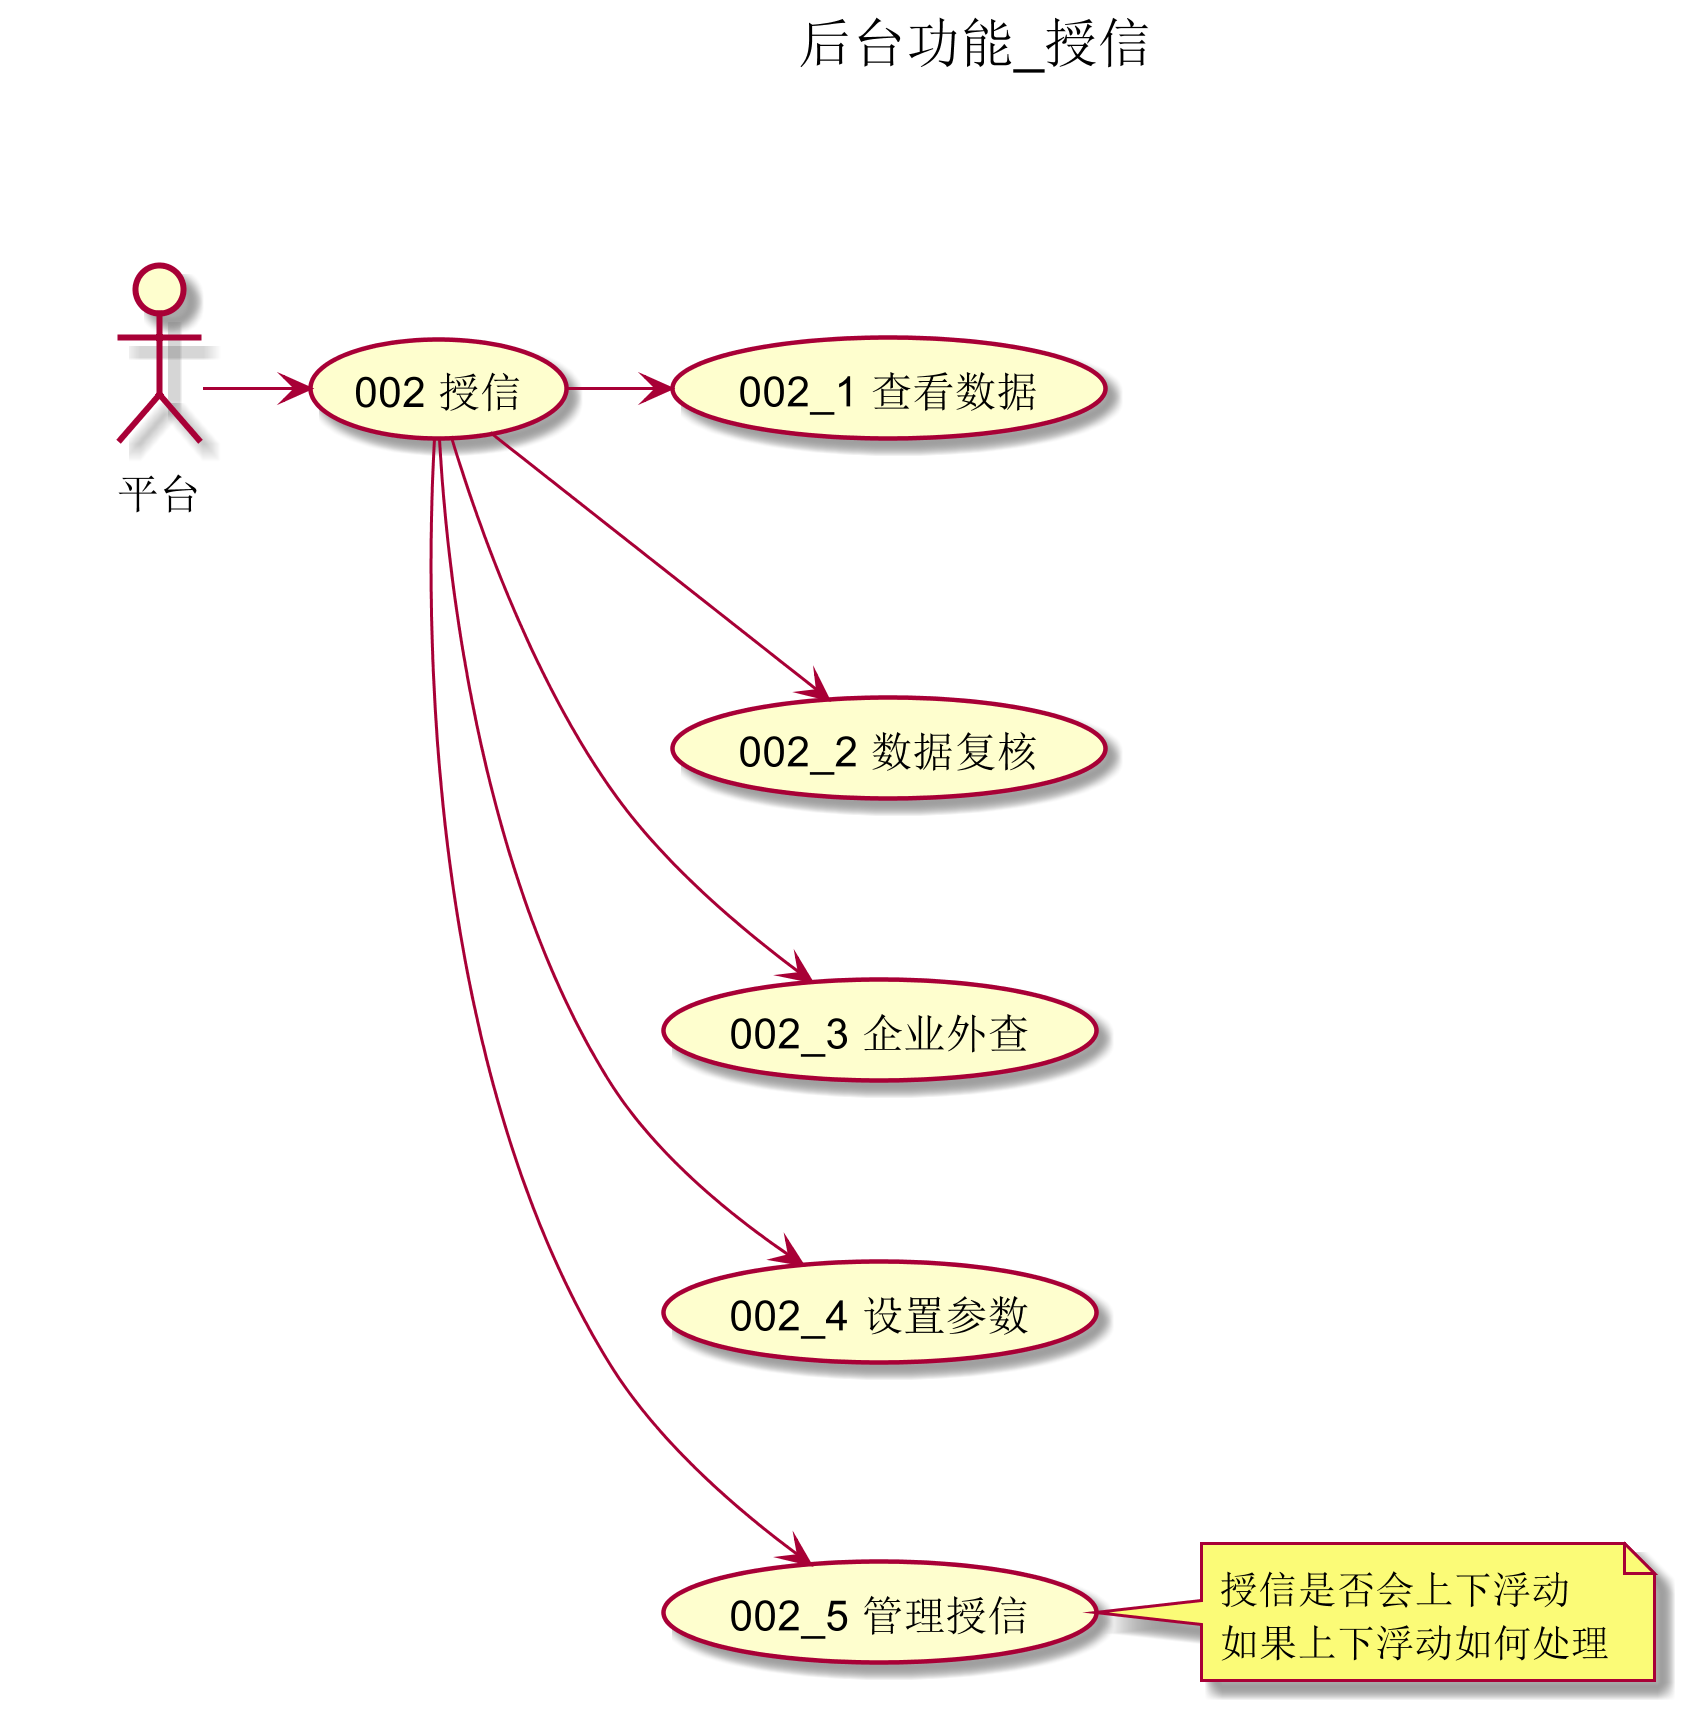 后台功能_授信
002 授信
002_1 查看数据
平台
002_2 数据复核
002_3 企业外查
002_4 设置参数
002_5 管理授信
授信是否会上下浮动
如果上下浮动如何处理